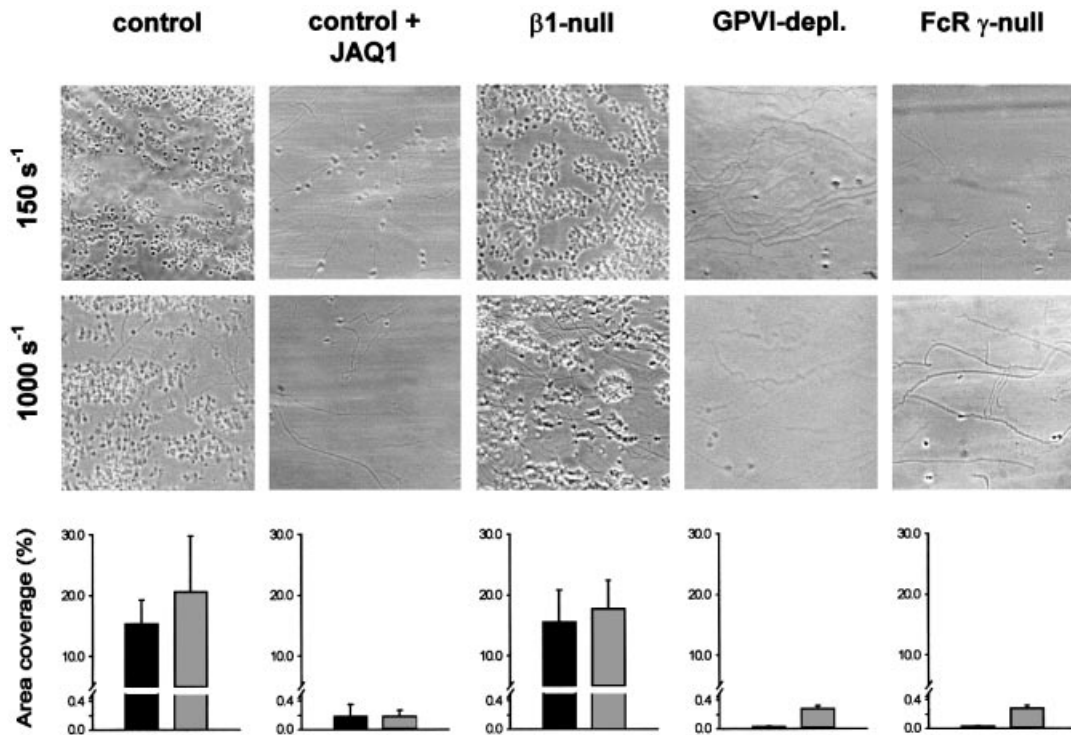 control
control + JAQ1
β1-null
GPVI-depl.
FcR γ-null
150 s⁻¹
1000 s⁻¹
Area coverage (%)
30.0 30.0 30.0 30.0 30.0
20.0 20.0 20.0 20.0 20.0
10.0 10.0 10.0 10.0 10.0
0.4 0.4 0.4 0.4 0.4
0.0 0.0 0.0 0.0 0.0